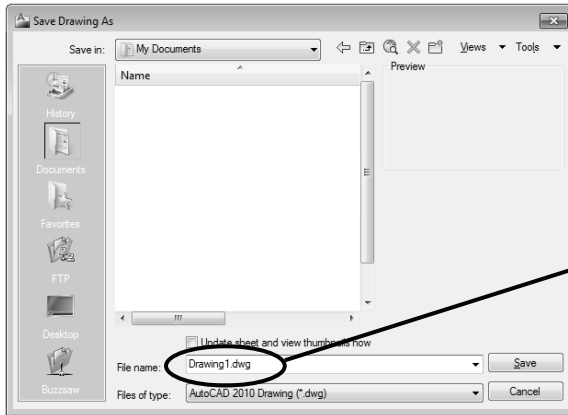 Save Drawing As
Save in: My Documents Views Tools
Name
Preview
History
Documents
Favorites
FTP
Desktop
Buzzsaw
Update sheet and view thumbnails now
File name: Drawing1.dwg Save
Files of type: AutoCAD 2010 Drawing (*.dwg) Cancel